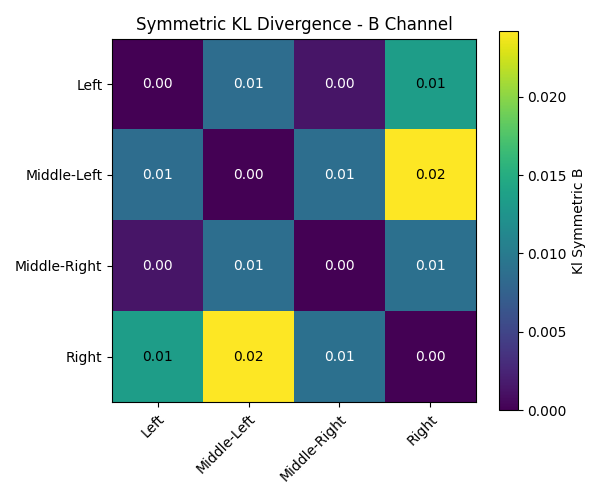 Symmetric KL Divergence - B Channel
Left 0.00 0.01 0.00 0.01
Middle-Left 0.01 0.00 0.01 0.02
Middle-Right 0.00 0.01 0.00 0.01
Right 0.01 0.02 0.01 0.00
Left Middle-Left Middle-Right Right
0.020
0.015
0.010
0.005
0.000
Kl Symmetric B